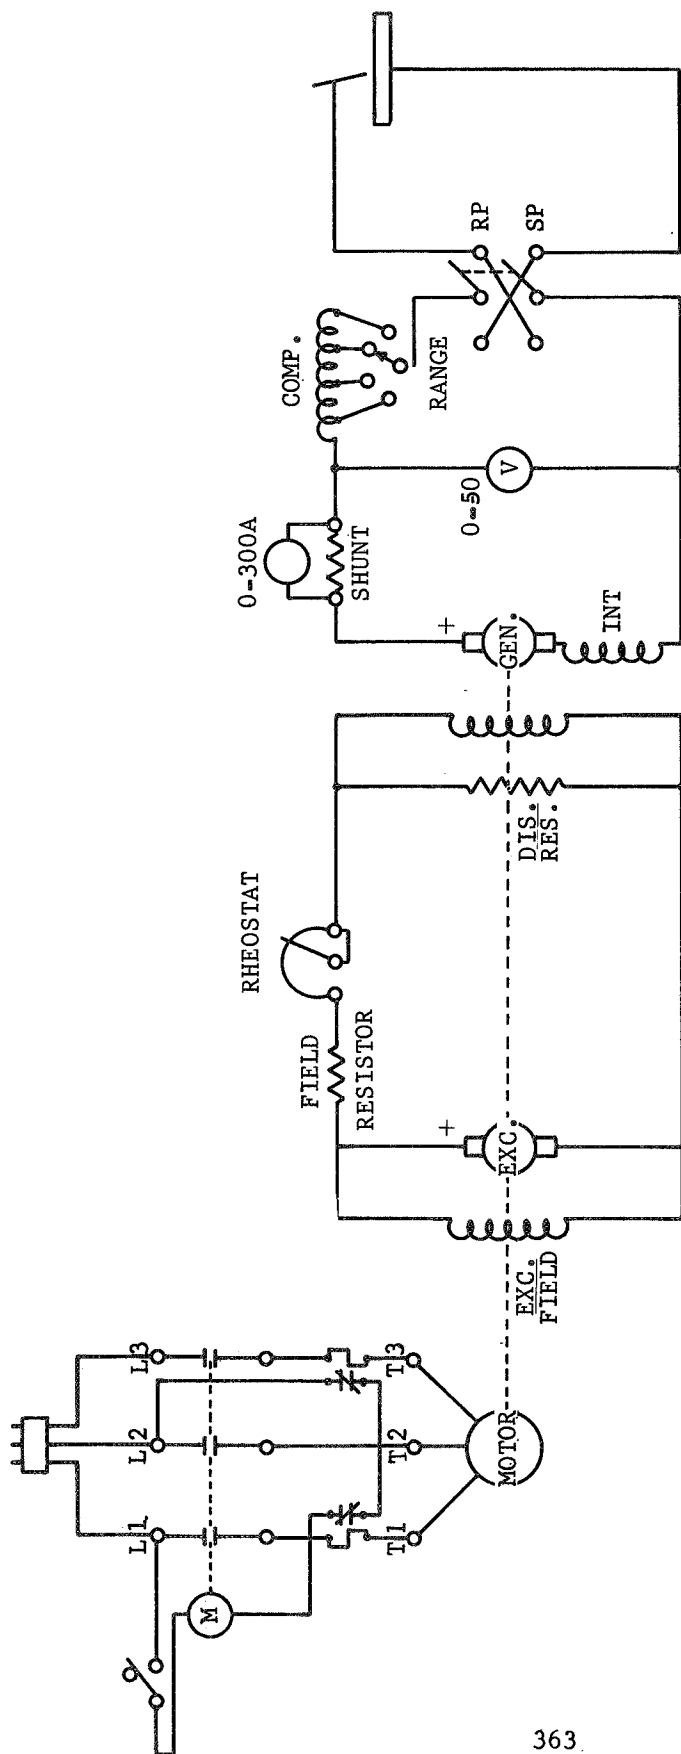 L1
L2
L3
M
T1
T2
T3
MOTOR
EXC.
FIELD
EXC.
+
FIELD
RESISTOR
RHEOSTAT
DIS.
RES.
GEN.
+
INT
0-300A
SHUNT
0-50
V
COMP.
RANGE
RP
SP
363